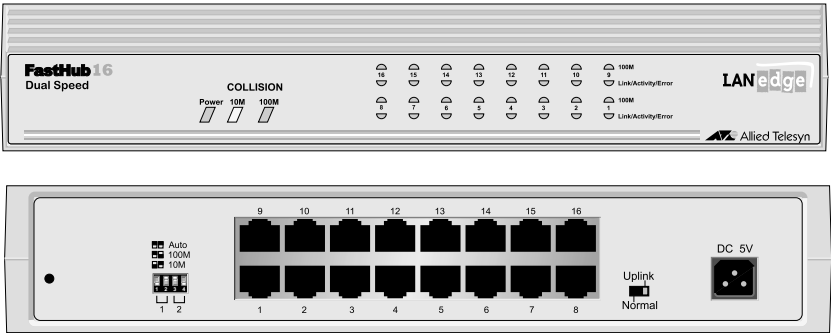 FastHub16
Dual Speed
COLLISION
Power 10M 100M
16 15 14 13 12 11 10 9
100M
Link/Activity/Error
8 7 6 5 4 3 2 1
100M
Link/Activity/Error
LANedge
Allied Telesyn
9 10 11 12 13 14 15 16
Auto
100M
10M
1 2 3 4
1 2
1 2 3 4 5 6 7 8
Uplink
Normal
DC 5V